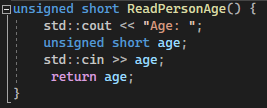 unsigned short ReadPersonAge() {
    std::cout << "Age: ";
    unsigned short age;
    std::cin >> age;
     return age;
}